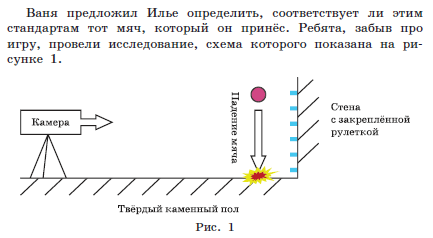 Ваня предложил Илье определить, соответствует ли этим
стандартам тот мяч, который он принёс. Ребята, забыв про
игру, провели исследование, схема которого показана на ри-
сунке 1.
Камера
Падение мяча
Стена
с закреплённой
рулеткой
Твёрдый каменный пол
Рис. 1